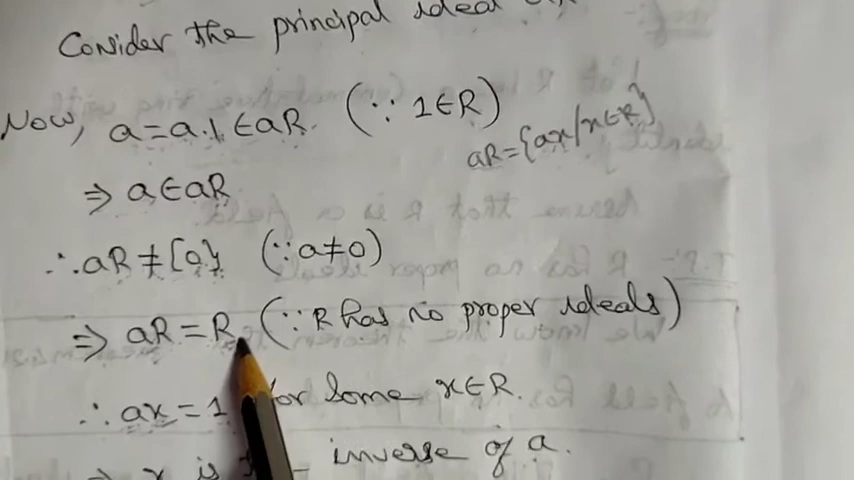 Consider the principal ideal
Now, a = a.1 ∈ aR. (∵ 1 ∈ R)
aR = {ax/x∈R}
⇒ a ∈ aR
∴ aR ≠ {0} (∵ a ≠ 0)
⇒ aR = R (∵ R has no proper ideals)
∴ ax = 1 for some x ∈ R.
⇒ x is inverse of a.